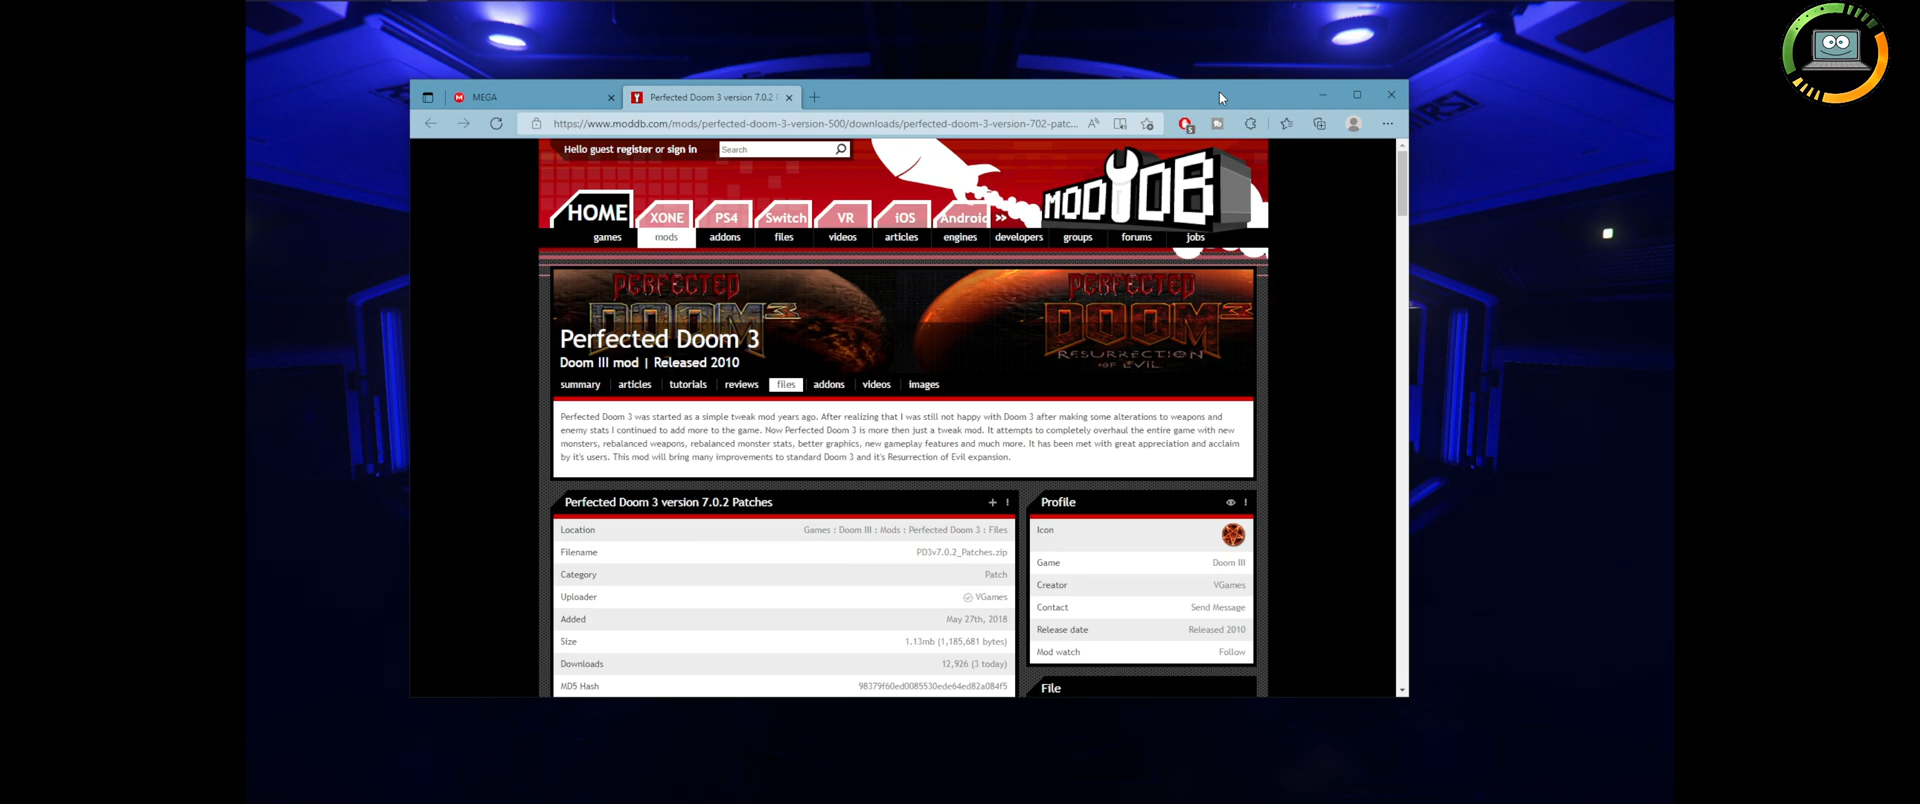 MEGA
Perfected Doom 3 version 7.0.2
https://www.moddb.com/mods/perfected-doom-3-version-500/downloads/perfected-doom-3-version-702-patc...
Hello guest register or sign in
Search
MODDB
HOME XONE PS4 Switch VR iOS Android »
games mods addons files videos articles engines developers groups forums jobs
PERFECTED DOOM 3
PERFECTED DOOM 3 RESURRECTION OF EVIL
Perfected Doom 3
Doom III mod | Released 2010
summary articles tutorials reviews files addons videos images
Perfected Doom 3 was started as a simple tweak mod years ago. After realizing that I was still not happy with Doom 3 after making some alterations to weapons and
enemy stats I continued to add more to the game. Now Perfected Doom 3 is more then just a tweak mod. It attempts to completely overhaul the entire game with new
monsters, rebalanced weapons, rebalanced monster stats, better graphics, new gameplay features and much more. It has been met with great appreciation and acclaim
by it's users. This mod will bring many improvements to standard Doom 3 and it's Resurrection of Evil expansion.
Perfected Doom 3 version 7.0.2 Patches
Location Games : Doom III : Mods : Perfected Doom 3 : Files
Filename PD3v7.0.2_Patches.zip
Category Patch
Uploader VGames
Added May 27th, 2018
Size 1.13mb (1,185,681 bytes)
Downloads 12,926 (3 today)
MD5 Hash 98379f60ed0085530ede64ed82a084f5
Profile
Icon
Game Doom III
Creator VGames
Contact Send Message
Release date Released 2010
Mod watch Follow
File